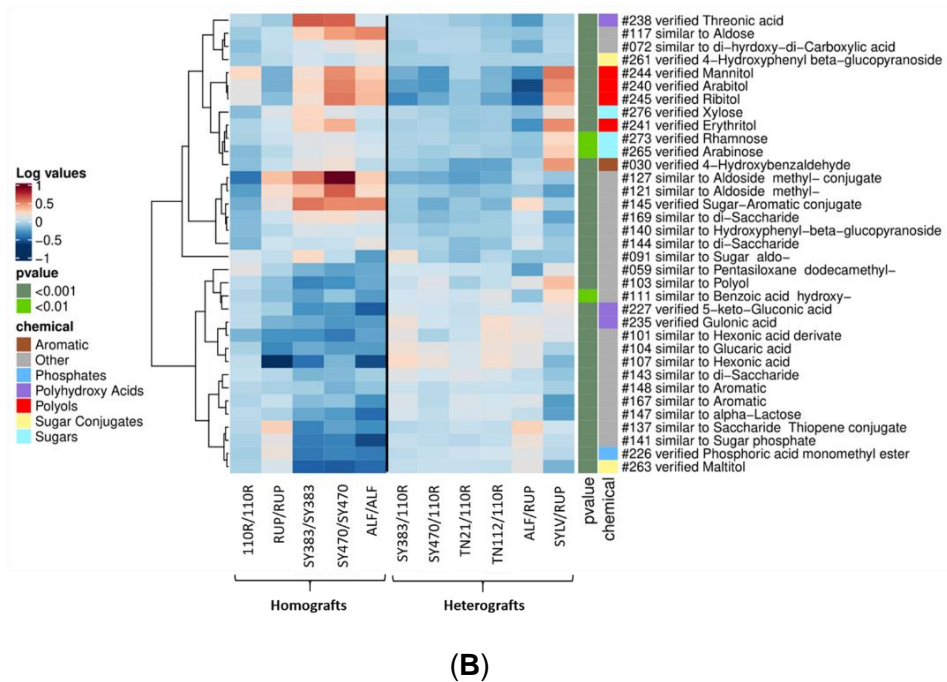 #238 verified Threonic acid
#117 similar to Aldose
#072 similar to di-hyrdoxy-di-Carboxylic acid
#261 verified 4-Hydroxyphenyl beta-glucopyranoside
#244 verified Mannitol
#240 verified Arabitol
#245 verified Ribitol
#276 verified Xylose
#241 verified Erythritol
#273 verified Rhamnose
#265 verified Arabinose
#030 verified 4-Hydroxybenzaldehyde
#127 similar to Aldoside methyl- conjugate
#121 similar to Aldoside methyl-
#145 verified Sugar-Aromatic conjugate
#169 similar to di-Saccharide
#140 similar to Hydroxyphenyl-beta-glucopyranoside
#144 similar to di-Saccharide
#091 similar to Sugar aldo-
#059 similar to Pentasiloxane dodecamethyl-
#103 similar to Polyol
#111 similar to Benzoic acid hydroxy-
#227 verified 5-keto-Gluconic acid
#235 verified Gulonic acid
#101 similar to Hexonic acid derivate
#104 similar to Glucaric acid
#107 similar to Hexonic acid
#143 similar to di-Saccharide
#148 similar to Aromatic
#167 similar to Aromatic
#147 similar to alpha-Lactose
#137 similar to Saccharide Thiopene conjugate
#141 similar to Sugar phosphate
#226 verified Phosphoric acid monomethyl ester
#263 verified Maltitol
Log values
1
0.5
0
-0.5
-1
pvalue
<0.001
<0.01
chemical
Aromatic
Other
Phosphates
Polyhydroxy Acids
Polyols
Sugar Conjugates
Sugars
110R/110R
RUP/RUP
SY383/SY383
SY470/SY470
ALF/ALF
SY383/110R
SY470/110R
TN21/110R
TN112/110R
ALF/RUP
SYLV/RUP
pvalue
chemical
Homografts
Heterografts
(B)